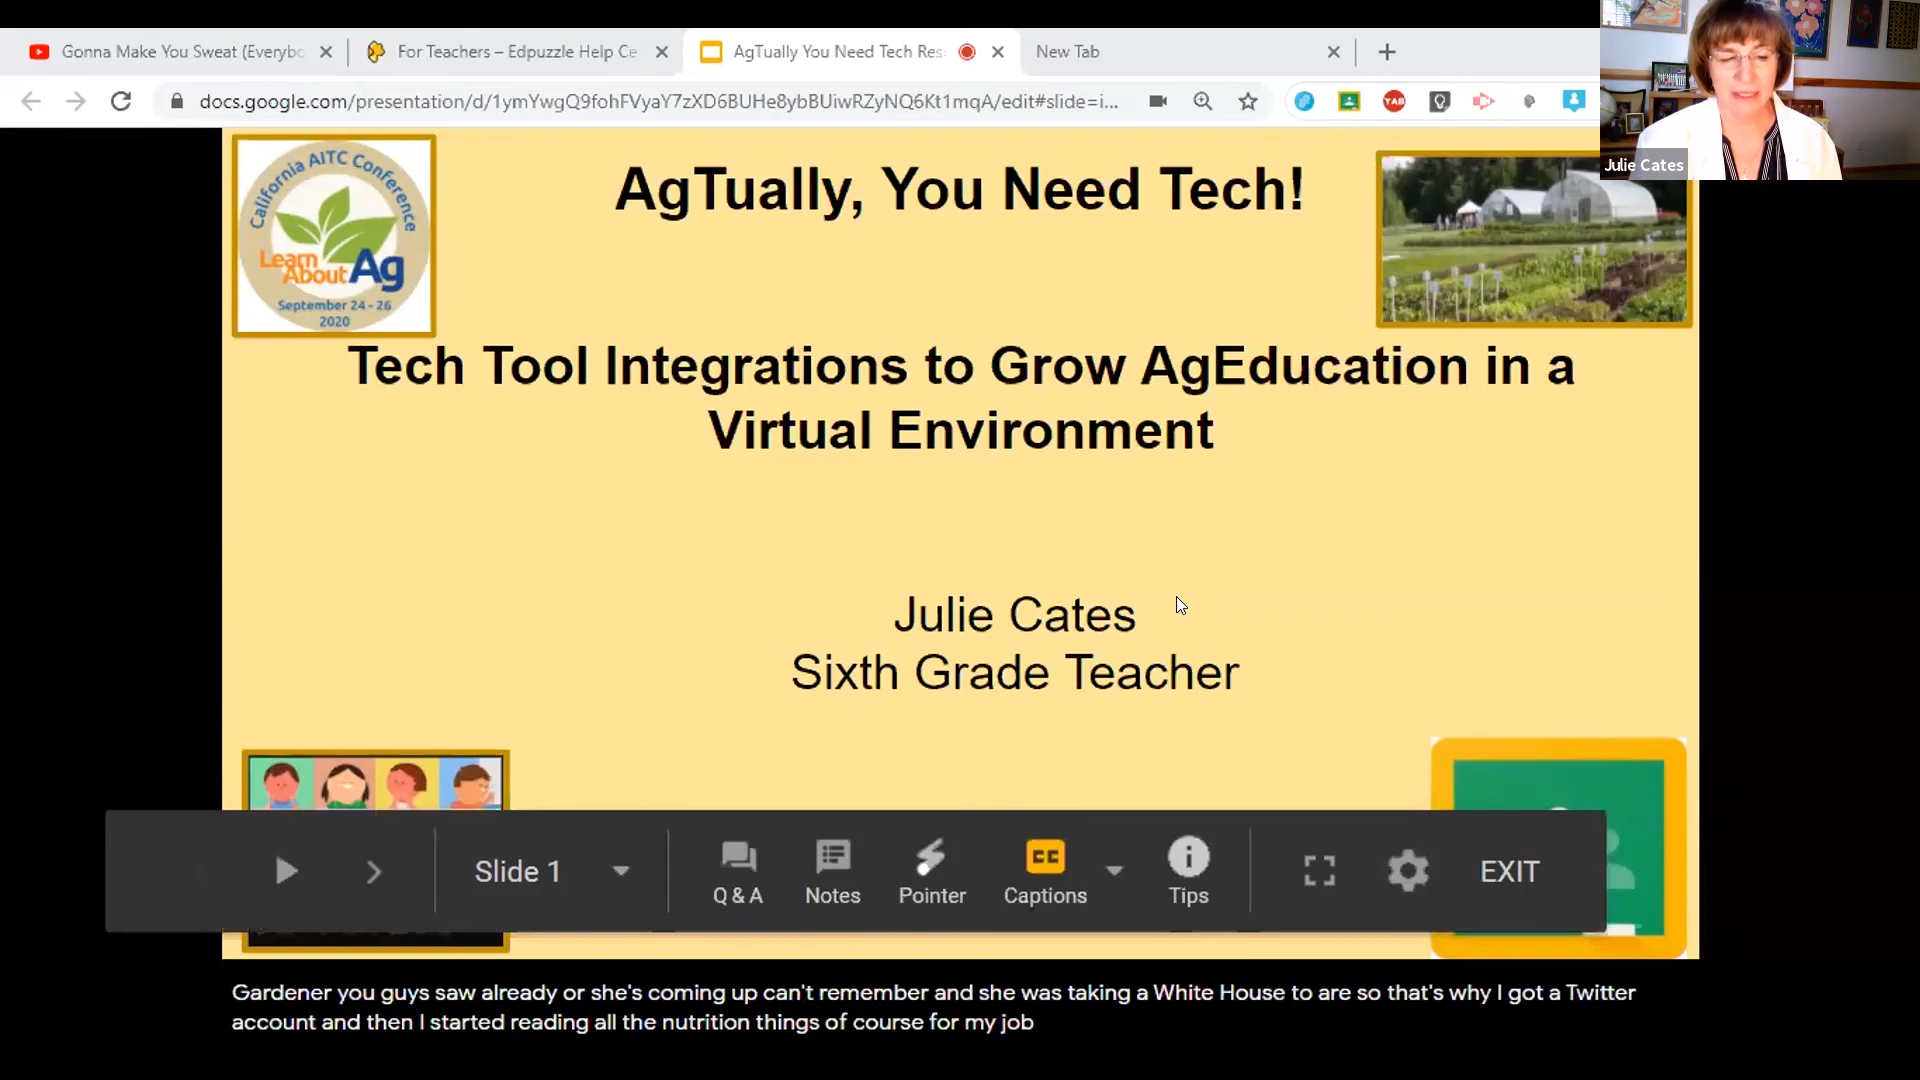 Gonna Make You Sweat (Everybo
For Teachers – Edpuzzle Help Ce
AgTually You Need Tech Res
New Tab
docs.google.com/presentation/d/1ymYwgQ9fohFVyaY7zXD6BUHe8ybBUiwRZyNQ6Kt1mqA/edit#slide=i...
YAB
Julie Cates
California AITC Conference
Learn
About Ag
September 24 - 26
2020
AgTually, You Need Tech!
Tech Tool Integrations to Grow AgEducation in a
Virtual Environment
Julie Cates
Sixth Grade Teacher
Slide 1
Q & A
Notes
Pointer
CC
Captions
Tips
EXIT
Gardener you guys saw already or she's coming up can't remember and she was taking a White House to are so that's why I got a Twitter
account and then I started reading all the nutrition things of course for my job